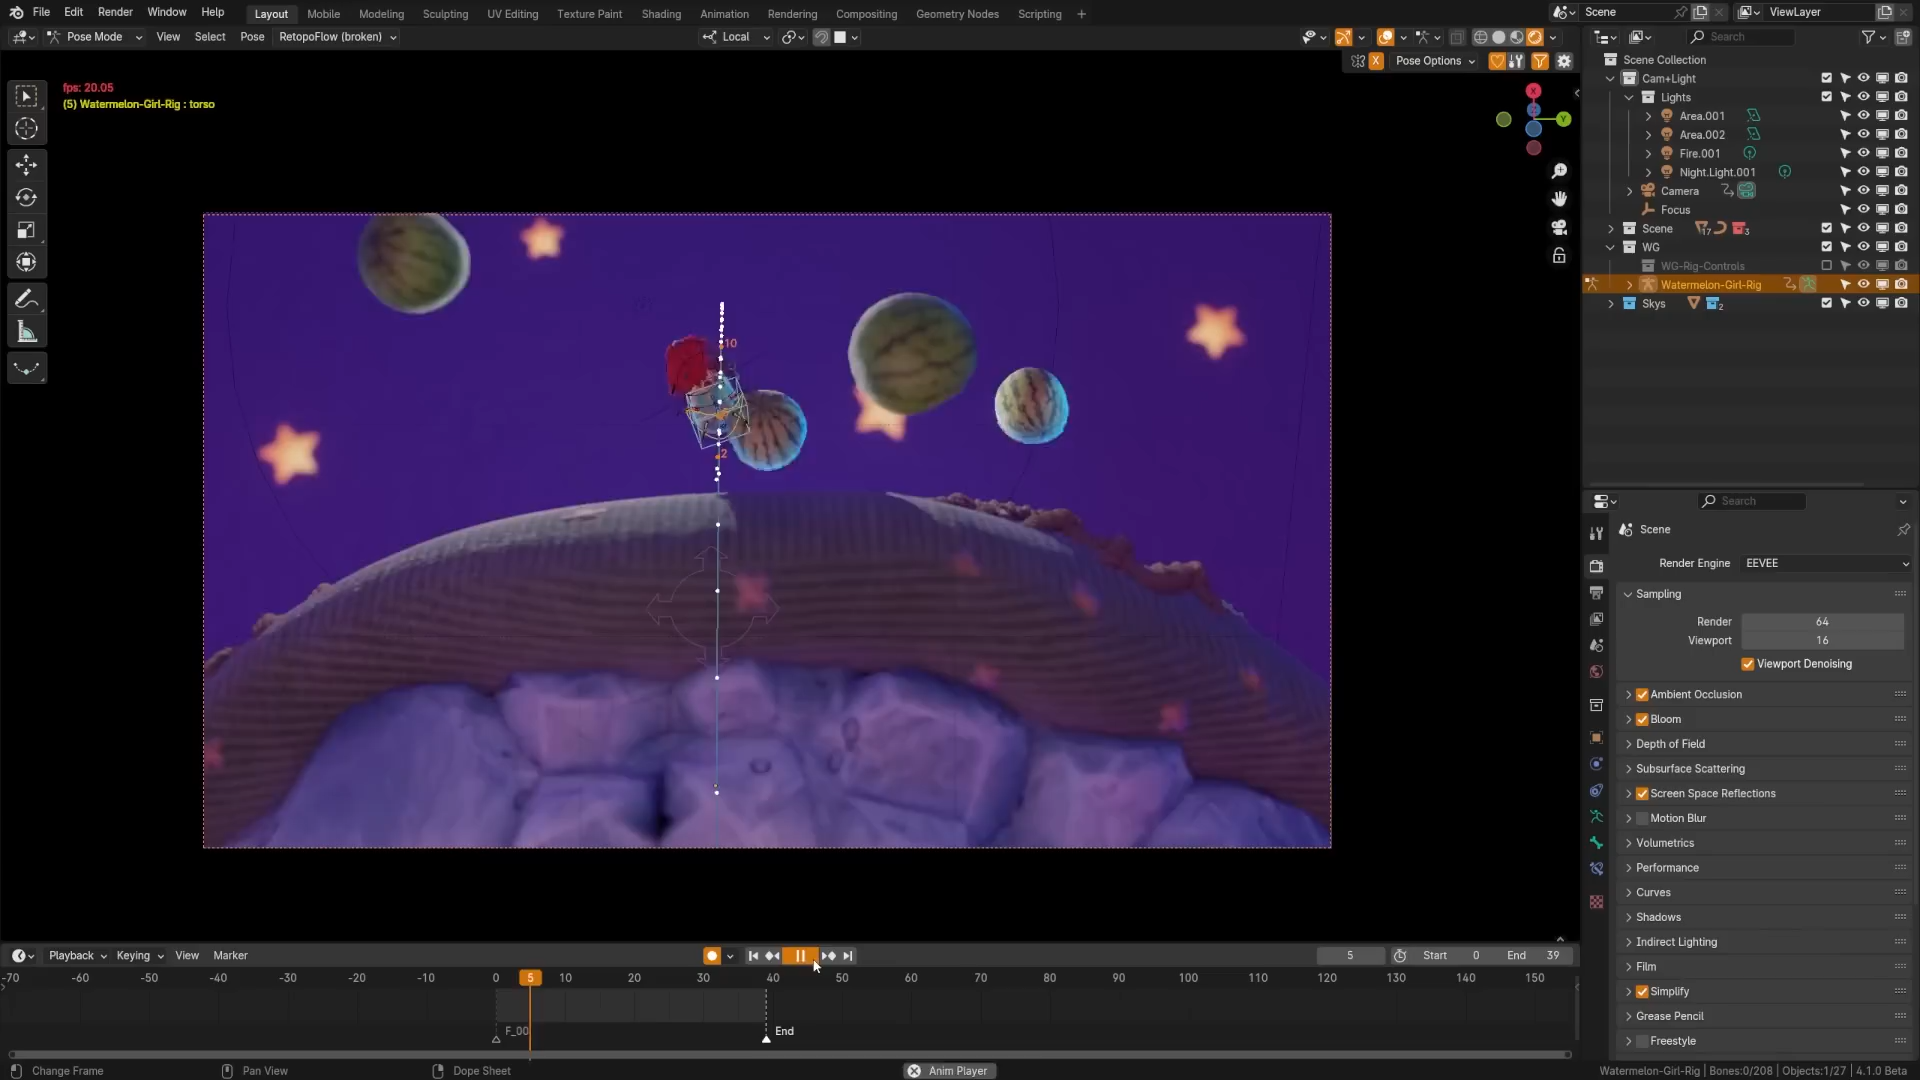 File Edit Render Window Help Layout Mobile Modeling Sculpting UV Editing Texture Paint Shading Animation Rendering Compositing Geometry Nodes Scripting + Scene ViewLayer
Pose Mode View Select Pose RetopoFlow (broken) Local Search
X Pose Options
Scene Collection
Cam+Light
Lights
Area.001
Area.002
Fire.001
Night.Light.001
Camera
Focus
Scene 17 3
WG
WG-Rig-Controls
Watermelon-Girl-Rig
Skys 2
fps: 20.05
(5) Watermelon-Girl-Rig : torso
X
Y
10
2
Search
Scene
Render Engine EEVEE
Sampling
Render 64
Viewport 16
Viewport Denoising
Ambient Occlusion
Bloom
Depth of Field
Subsurface Scattering
Screen Space Reflections
Motion Blur
Volumetrics
Performance
Curves
Shadows
Indirect Lighting
Film
Simplify
Grease Pencil
Freestyle
Playback Keying View Marker 5 Start 0 End 39
-70 -60 -50 -40 -30 -20 -10 0 5 10 20 30 40 50 60 70 80 90 100 110 120 130 140 150
F_00 End
Change Frame Pan View Dope Sheet Anim Player Watermelon-Girl-Rig | Bones:0/208 | Objects:1/27 | 4.1.0 Beta